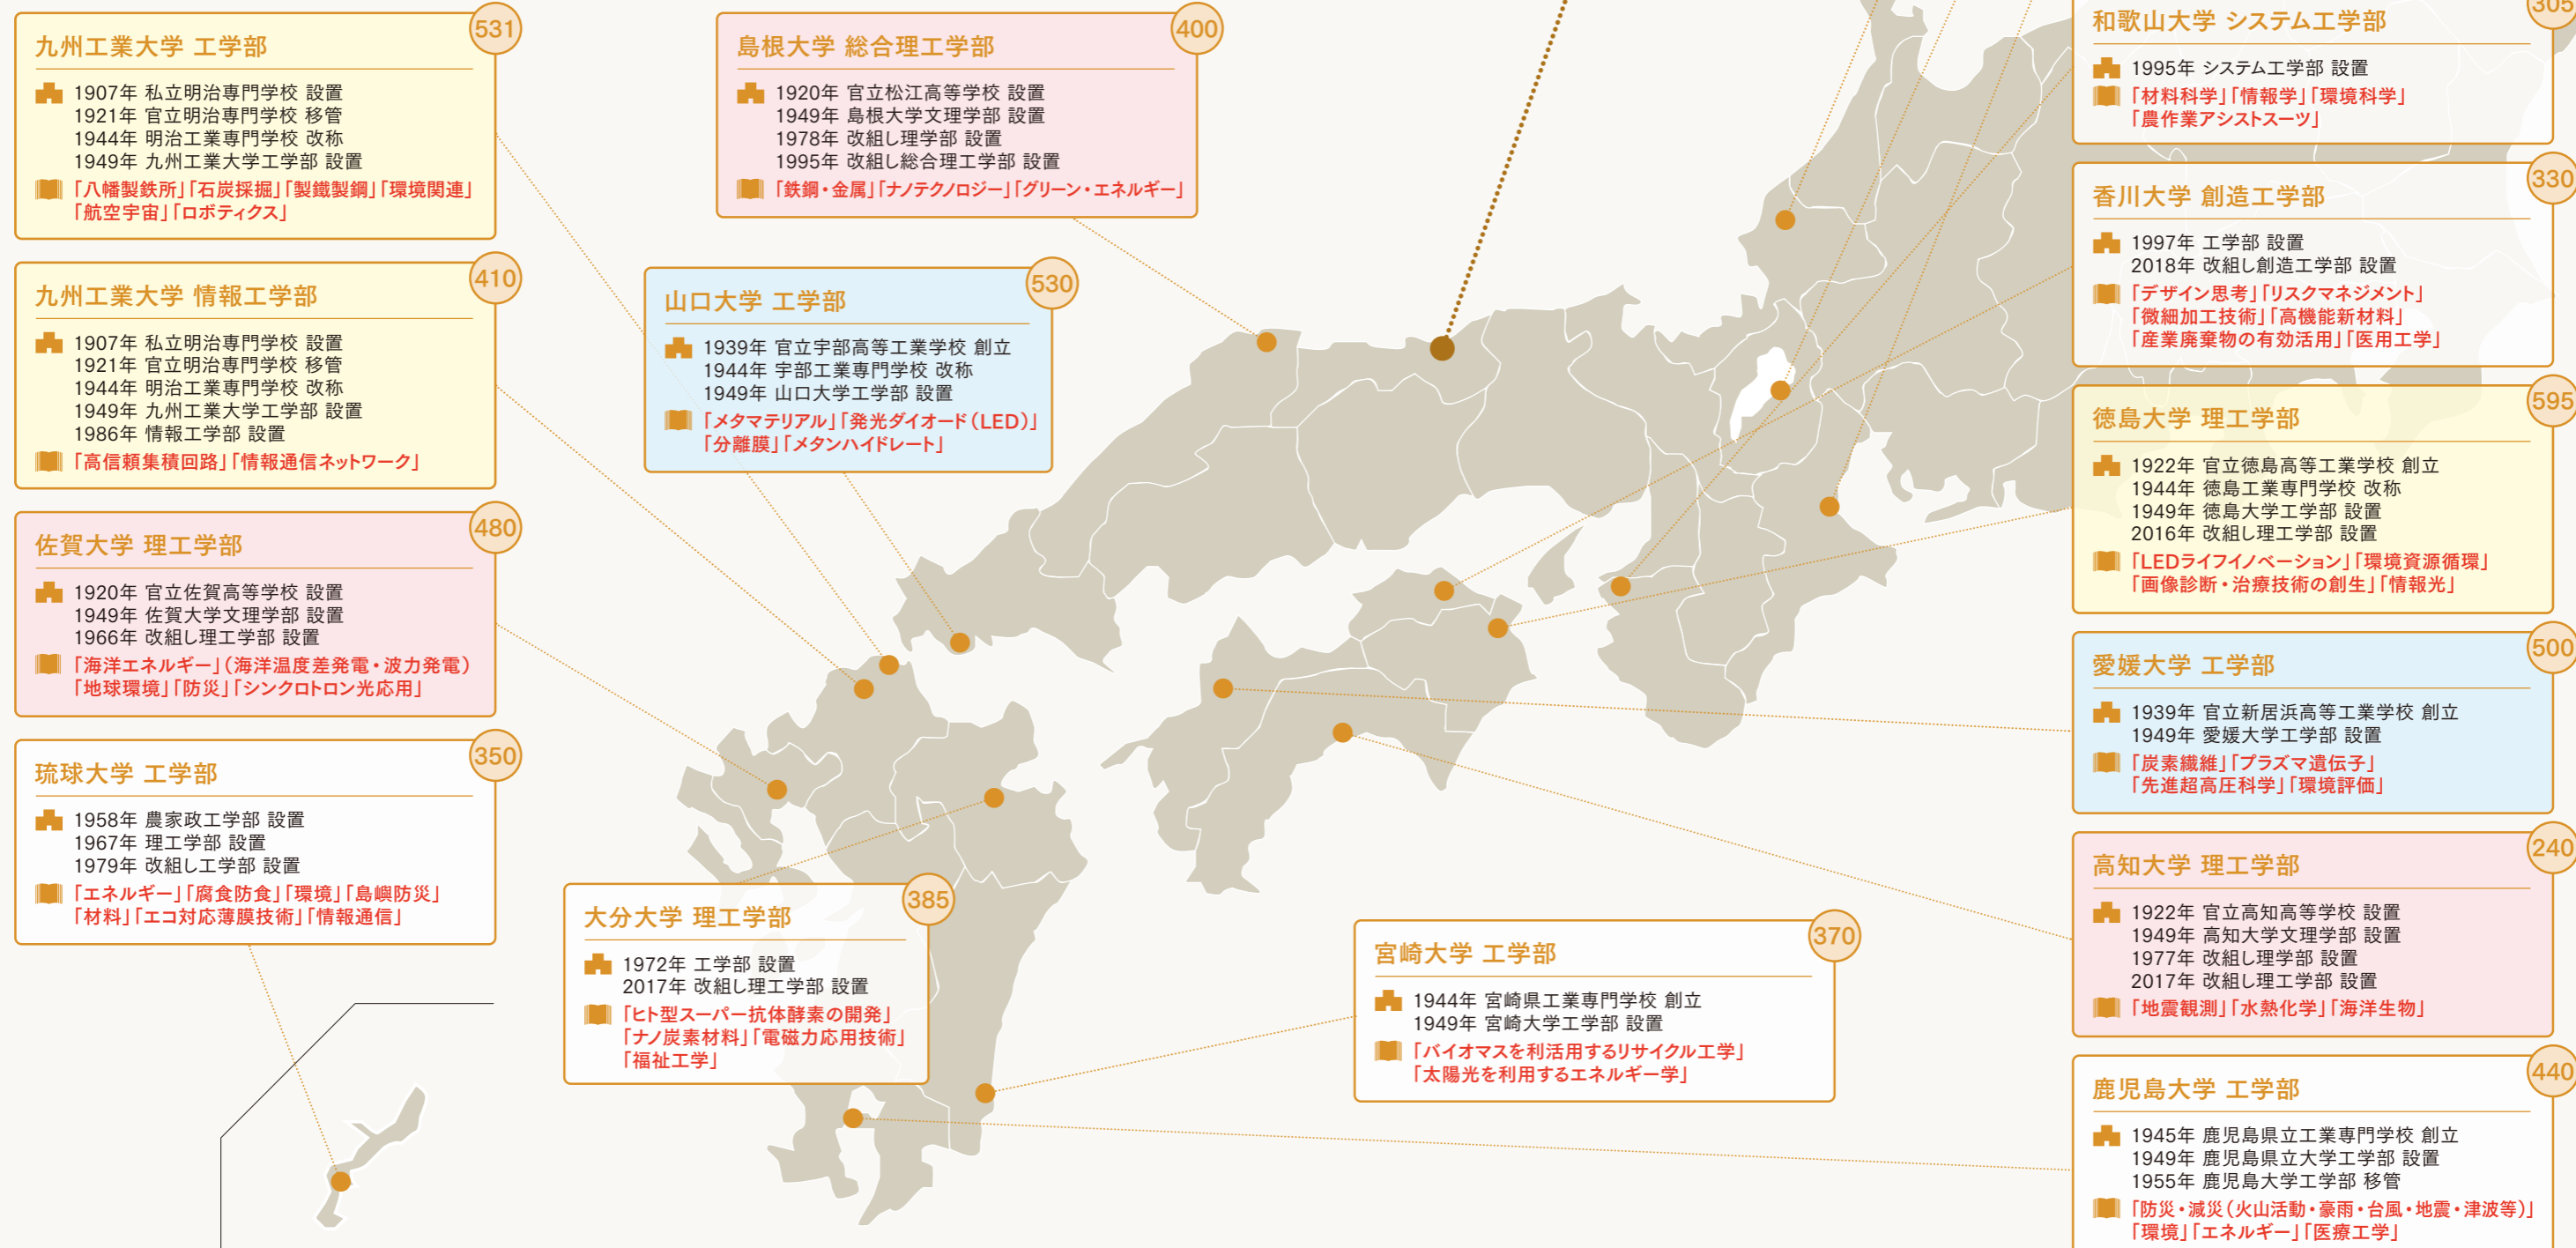 531
九州工業大学 工学部
1907年 私立明治専門学校 設置
1921年 官立明治専門学校 移管
1944年 明治工業専門学校 改称
1949年 九州工業大学工学部 設置
「八幡製鉄所」「石炭採掘」「製鐵製鋼」「環境関連」
「航空宇宙」「ロボティクス」
410
九州工業大学 情報工学部
1907年 私立明治専門学校 設置
1921年 官立明治専門学校 移管
1944年 明治工業専門学校 改称
1949年 九州工業大学工学部 設置
1986年 情報工学部 設置
「高信頼集積回路」「情報通信ネットワーク」
480
佐賀大学 理工学部
1920年 官立佐賀高等学校 設置
1949年 佐賀大学文理学部 設置
1966年 改組し理工学部 設置
「海洋エネルギー」（海洋温度差発電・波力発電）
「地球環境」「防災」「シンクロトロン光応用」
350
琉球大学 工学部
1958年 農家政工学部 設置
1967年 理工学部 設置
1979年 改組し工学部 設置
「エネルギー」「腐食防食」「環境」「島嶼防災」
「材料」「エコ対応薄膜技術」「情報通信」
400
島根大学 総合理工学部
1920年 官立松江高等学校 設置
1949年 島根大学文理学部 設置
1978年 改組し理学部 設置
1995年 改組し総合理工学部 設置
「鉄鋼・金属」「ナノテクノロジー」「グリーン・エネルギー」
530
山口大学 工学部
1939年 官立宇部高等工業学校 創立
1944年 宇部工業専門学校 改称
1949年 山口大学工学部 設置
「メタマテリアル」「発光ダイオード（LED）」
「分離膜」「メタンハイドレート」
385
大分大学 理工学部
1972年 工学部 設置
2017年 改組し理工学部 設置
「ヒト型スーパー抗体酵素の開発」
「ナノ炭素材料」「電磁力応用技術」
「福祉工学」
370
宮崎大学 工学部
1944年 宮崎県工業専門学校 創立
1949年 宮崎大学工学部 設置
「バイオマスを利活用するリサイクル工学」
「太陽光を利用するエネルギー学」
305
和歌山大学 システム工学部
1995年 システム工学部 設置
「材料科学」「情報学」「環境科学」
「農作業アシストスーツ」
330
香川大学 創造工学部
1997年 工学部 設置
2018年 改組し創造工学部 設置
「デザイン思考」「リスクマネジメント」
「微細加工技術」「高機能新材料」
「産業廃棄物の有効活用」「医用工学」
595
徳島大学 理工学部
1922年 官立徳島高等工業学校 創立
1944年 徳島工業専門学校 改称
1949年 徳島大学工学部 設置
2016年 改組し理工学部 設置
「LEDライフイノベーション」「環境資源循環」
「画像診断・治療技術の創生」「情報光」
500
愛媛大学 工学部
1939年 官立新居浜高等工業学校 創立
1949年 愛媛大学工学部 設置
「炭素繊維」「プラズマ遺伝子」
「先進超高圧科学」「環境評価」
240
高知大学 理工学部
1922年 官立高知高等学校 設置
1949年 高知大学文理学部 設置
1977年 改組し理学部 設置
2017年 改組し理工学部 設置
「地震観測」「水熱化学」「海洋生物」
440
鹿児島大学 工学部
1945年 鹿児島県立工業専門学校 創立
1949年 鹿児島県立大学工学部 設置
1955年 鹿児島大学工学部 移管
「防災・減災（火山活動・豪雨・台風・地震・津波等）」
「環境」「エネルギー」「医療工学」